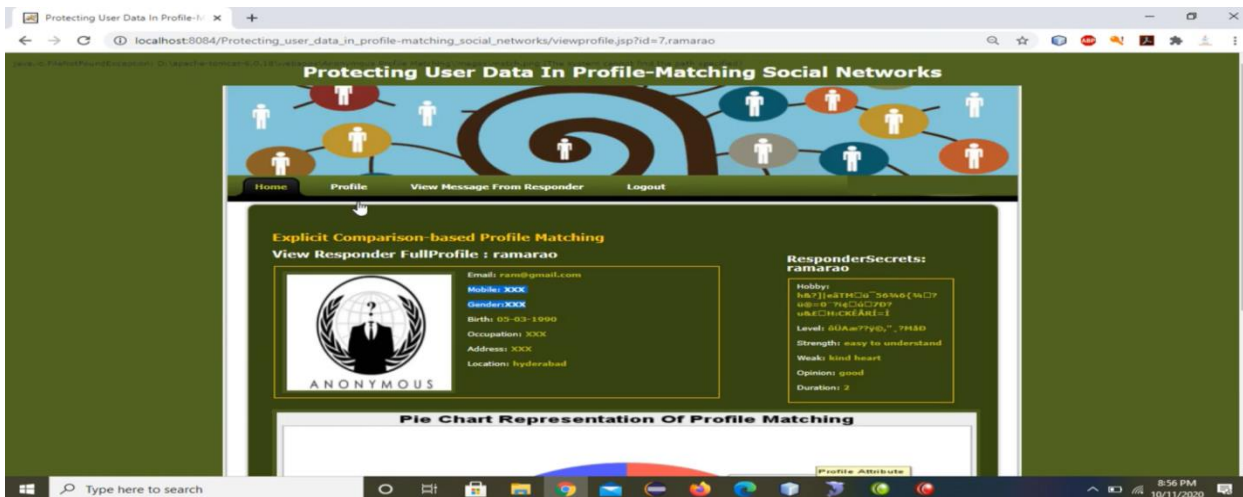 Protecting User Data In Profile-M
localhost:8084/Protecting_user_data_in_profile-matching_social_networks/viewprofile.jsp?id=7,ramarao
Protecting User Data In Profile-Matching Social Networks
Home Profile View Message From Responder Logout
Explicit Comparison-based Profile Matching
View Responder FullProfile : ramarao
ANONYMOUS
Email: ram@gmail.com
Mobile: XXX
Gender:XXX
Birth: 05-03-1990
Occupation: XXX
Address: XXX
Location: hyderabad
ResponderSecrets:
ramarao
Hobby:
Level:
Strength: easy to understand
Weak: kind heart
Opinion: good
Duration: 2
Pie Chart Representation Of Profile Matching
Profile Attribute
Type here to search
8:56 PM
10/11/2020